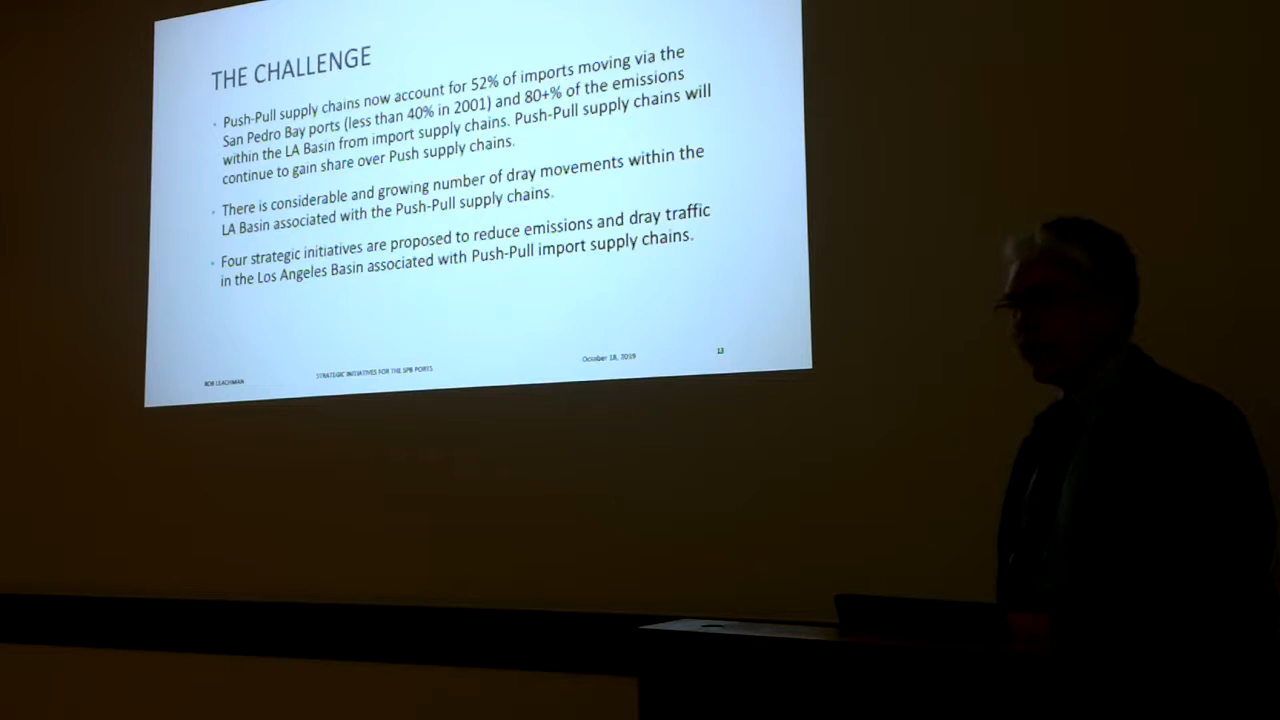 THE CHALLENGE
• Push-Pull supply chains now account for 52% of imports moving via the
San Pedro Bay ports (less than 40% in 2001) and 80+% of the emissions
within the LA Basin from import supply chains. Push-Pull supply chains will
continue to gain share over Push supply chains.
• There is considerable and growing number of dray movements within the
LA Basin associated with the Push-Pull supply chains.
• Four strategic initiatives are proposed to reduce emissions and dray traffic
in the Los Angeles Basin associated with Push-Pull import supply chains.
BOB LEACHMAN
STRATEGIC INITIATIVES FOR THE SPB PORTS
October 18, 2019
13